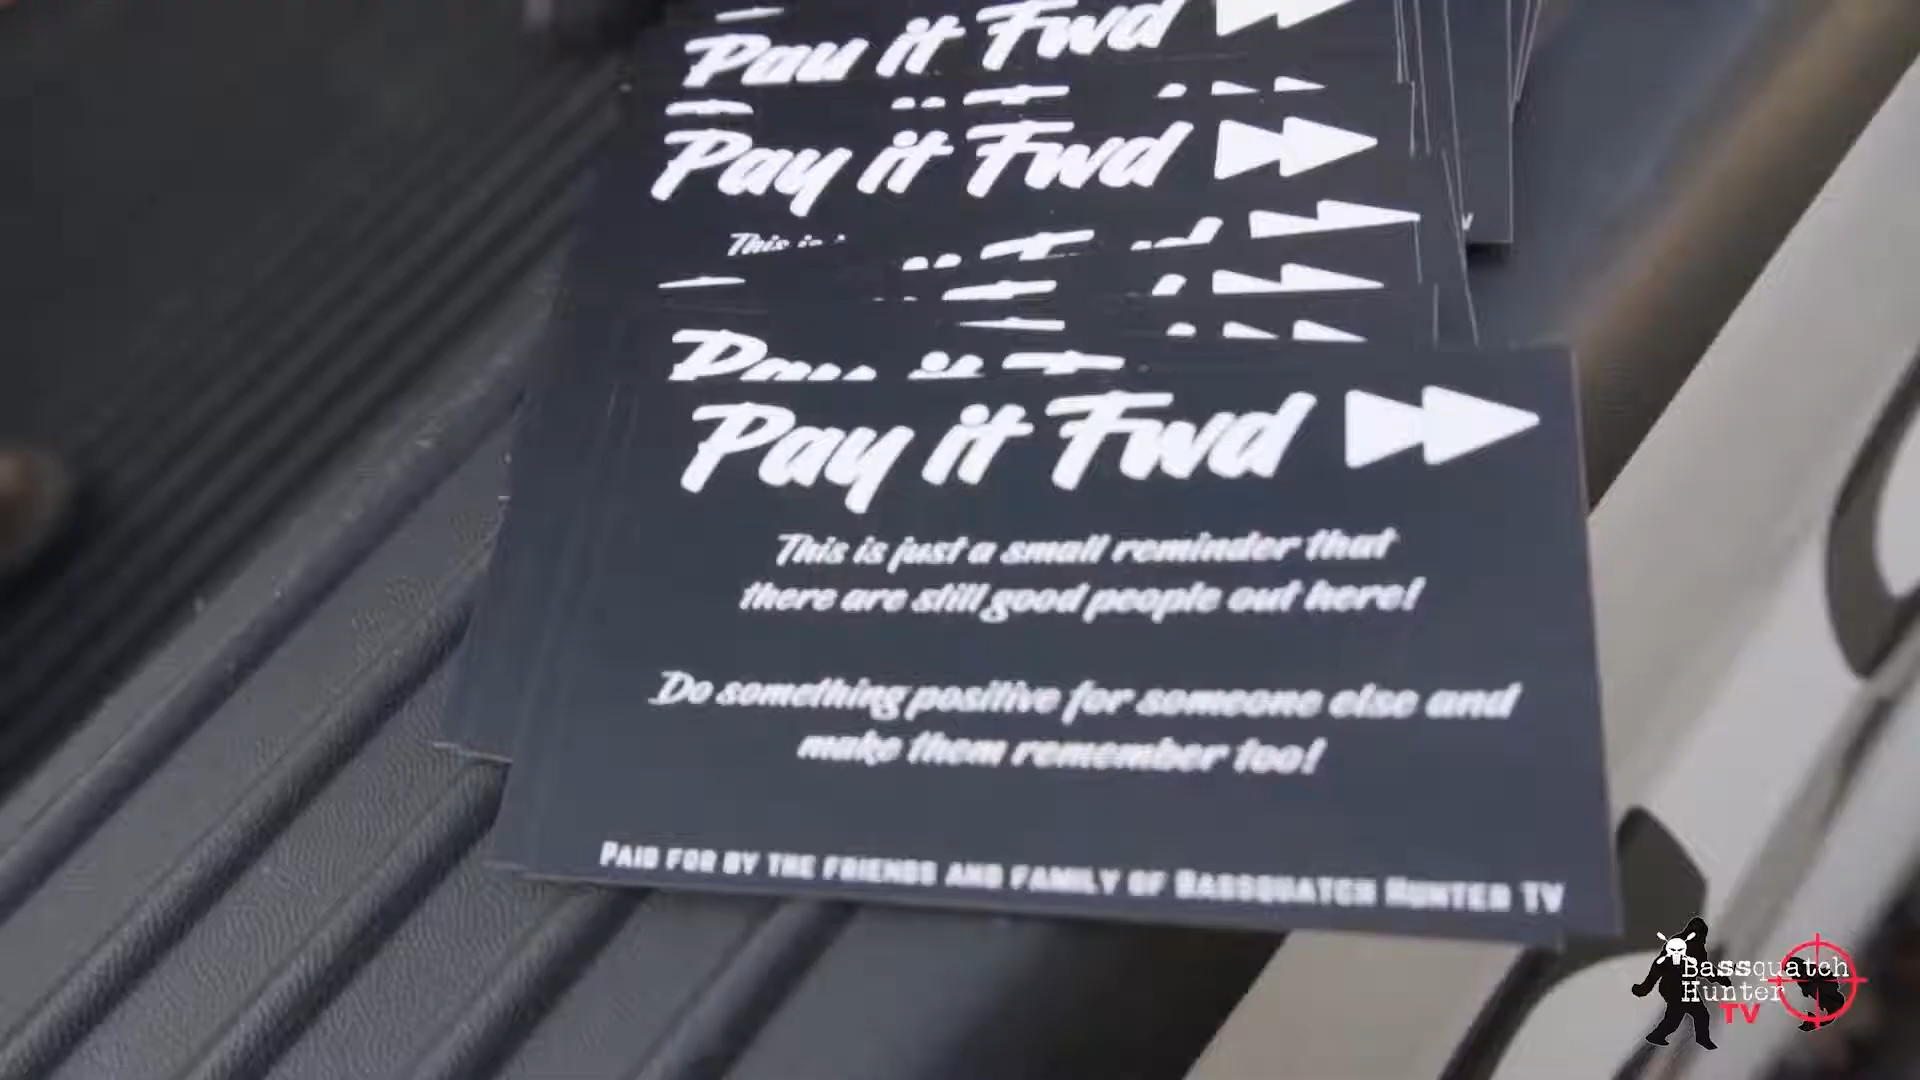 Pay it Fwd
Pay it Fwd
This is
Pay it Fwd
This is just a small reminder that
there are still good people out here!
Do something positive for someone else and
make them remember too!
PAID FOR BY THE FRIENDS AND FAMILY OF BASSQUATCH HUNTER TV
Bassquatch
Hunter
TV